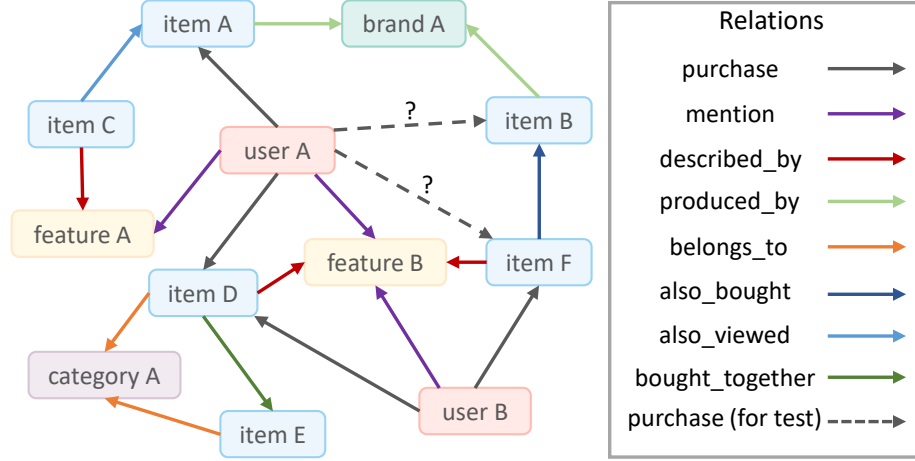 item A
brand A
?
item C
item B
user A
?
feature A
feature B
item F
item D
category A
user B
item E
Relations
purchase
mention
described_by
produced_by
belongs_to
also_bought
also_viewed
bought_together
purchase (for test)